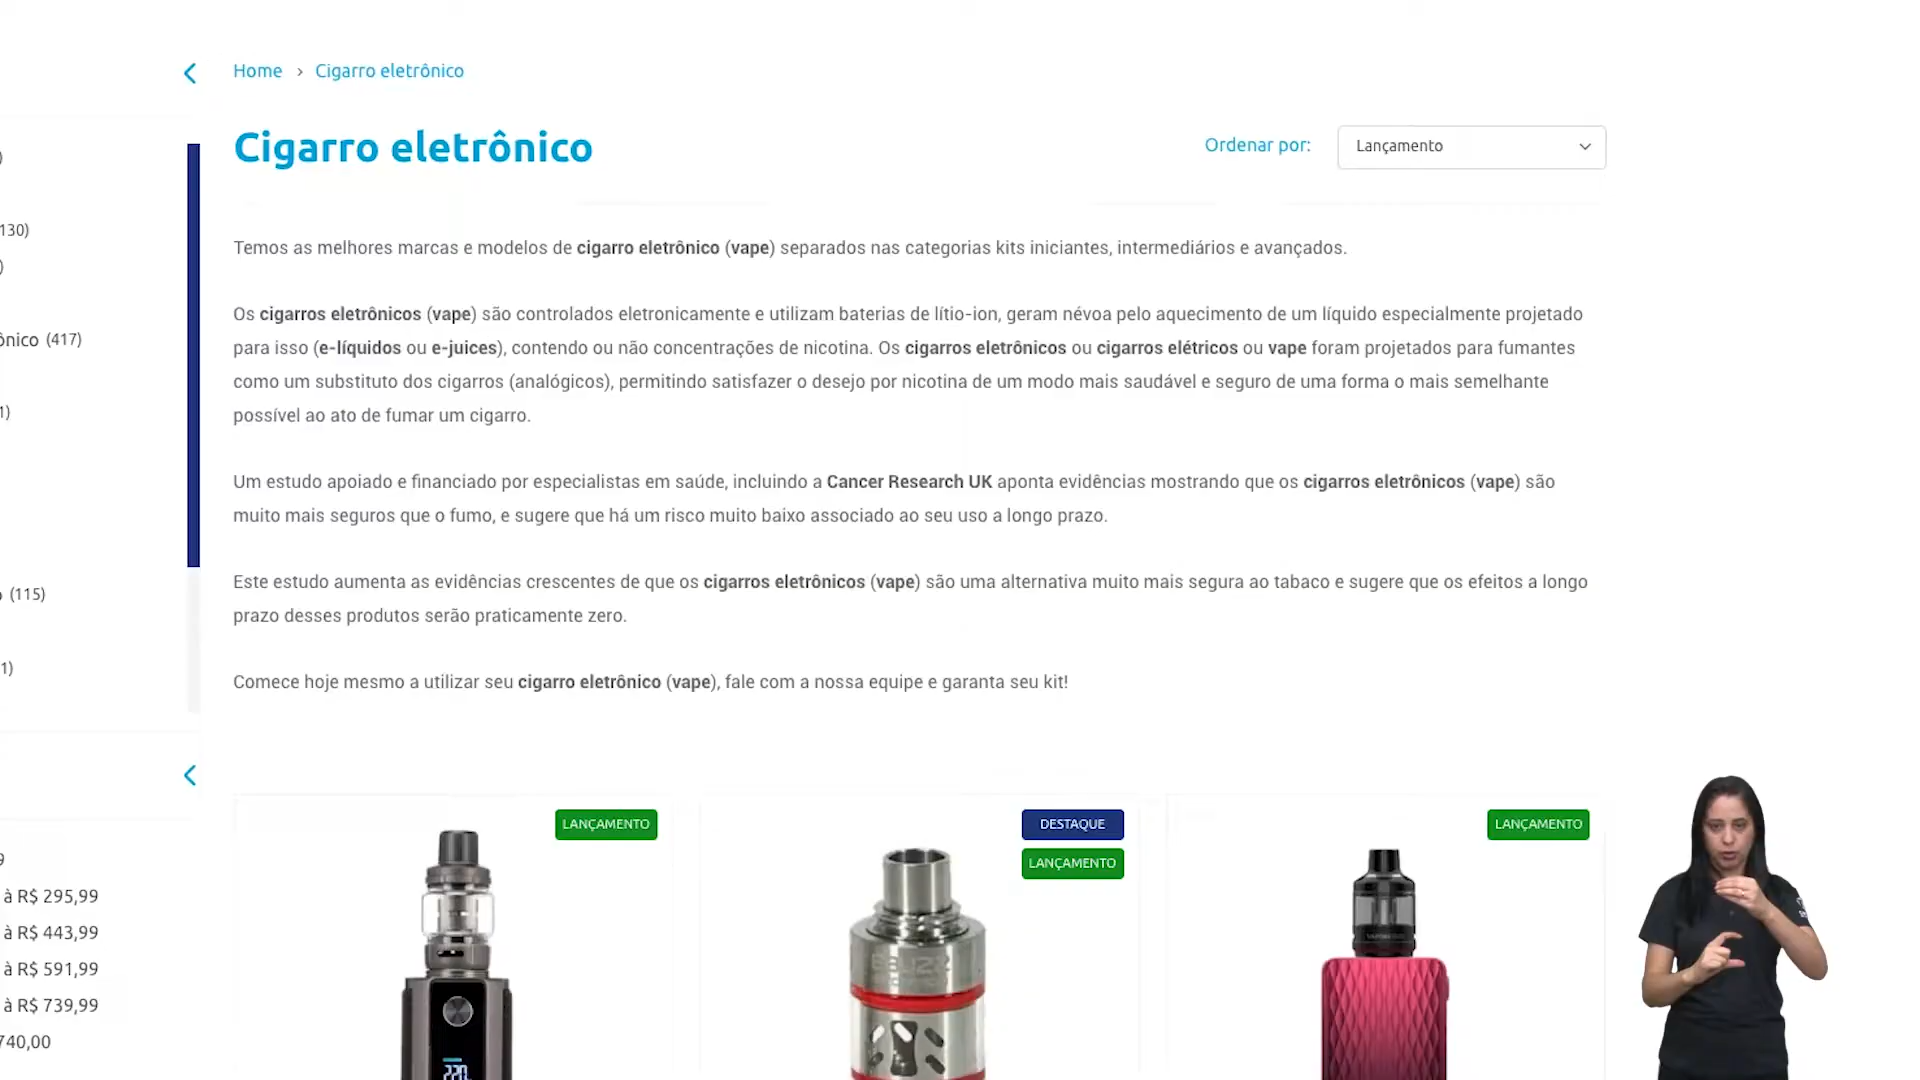 Home › Cigarro eletrônico
Cigarro eletrônico
Ordenar por: Lançamento
)
130)
)
ônico (417)
1)
(115)
1)
9
à R$ 295,99
à R$ 443,99
à R$ 591,99
à R$ 739,99
740,00
Temos as melhores marcas e modelos de cigarro eletrônico (vape) separados nas categorias kits iniciantes, intermediários e avançados.
Os cigarros eletrônicos (vape) são controlados eletronicamente e utilizam baterias de lítio-ion, geram névoa pelo aquecimento de um líquido especialmente projetado
para isso (e-líquidos ou e-juices), contendo ou não concentrações de nicotina. Os cigarros eletrônicos ou cigarros elétricos ou vape foram projetados para fumantes
como um substituto dos cigarros (analógicos), permitindo satisfazer o desejo por nicotina de um modo mais saudável e seguro de uma forma o mais semelhante
possível ao ato de fumar um cigarro.
Um estudo apoiado e financiado por especialistas em saúde, incluindo a Cancer Research UK aponta evidências mostrando que os cigarros eletrônicos (vape) são
muito mais seguros que o fumo, e sugere que há um risco muito baixo associado ao seu uso a longo prazo.
Este estudo aumenta as evidências crescentes de que os cigarros eletrônicos (vape) são uma alternativa muito mais segura ao tabaco e sugere que os efeitos a longo
prazo desses produtos serão praticamente zero.
Comece hoje mesmo a utilizar seu cigarro eletrônico (vape), fale com a nossa equipe e garanta seu kit!
LANÇAMENTO
DESTAQUE
LANÇAMENTO
LANÇAMENTO
220